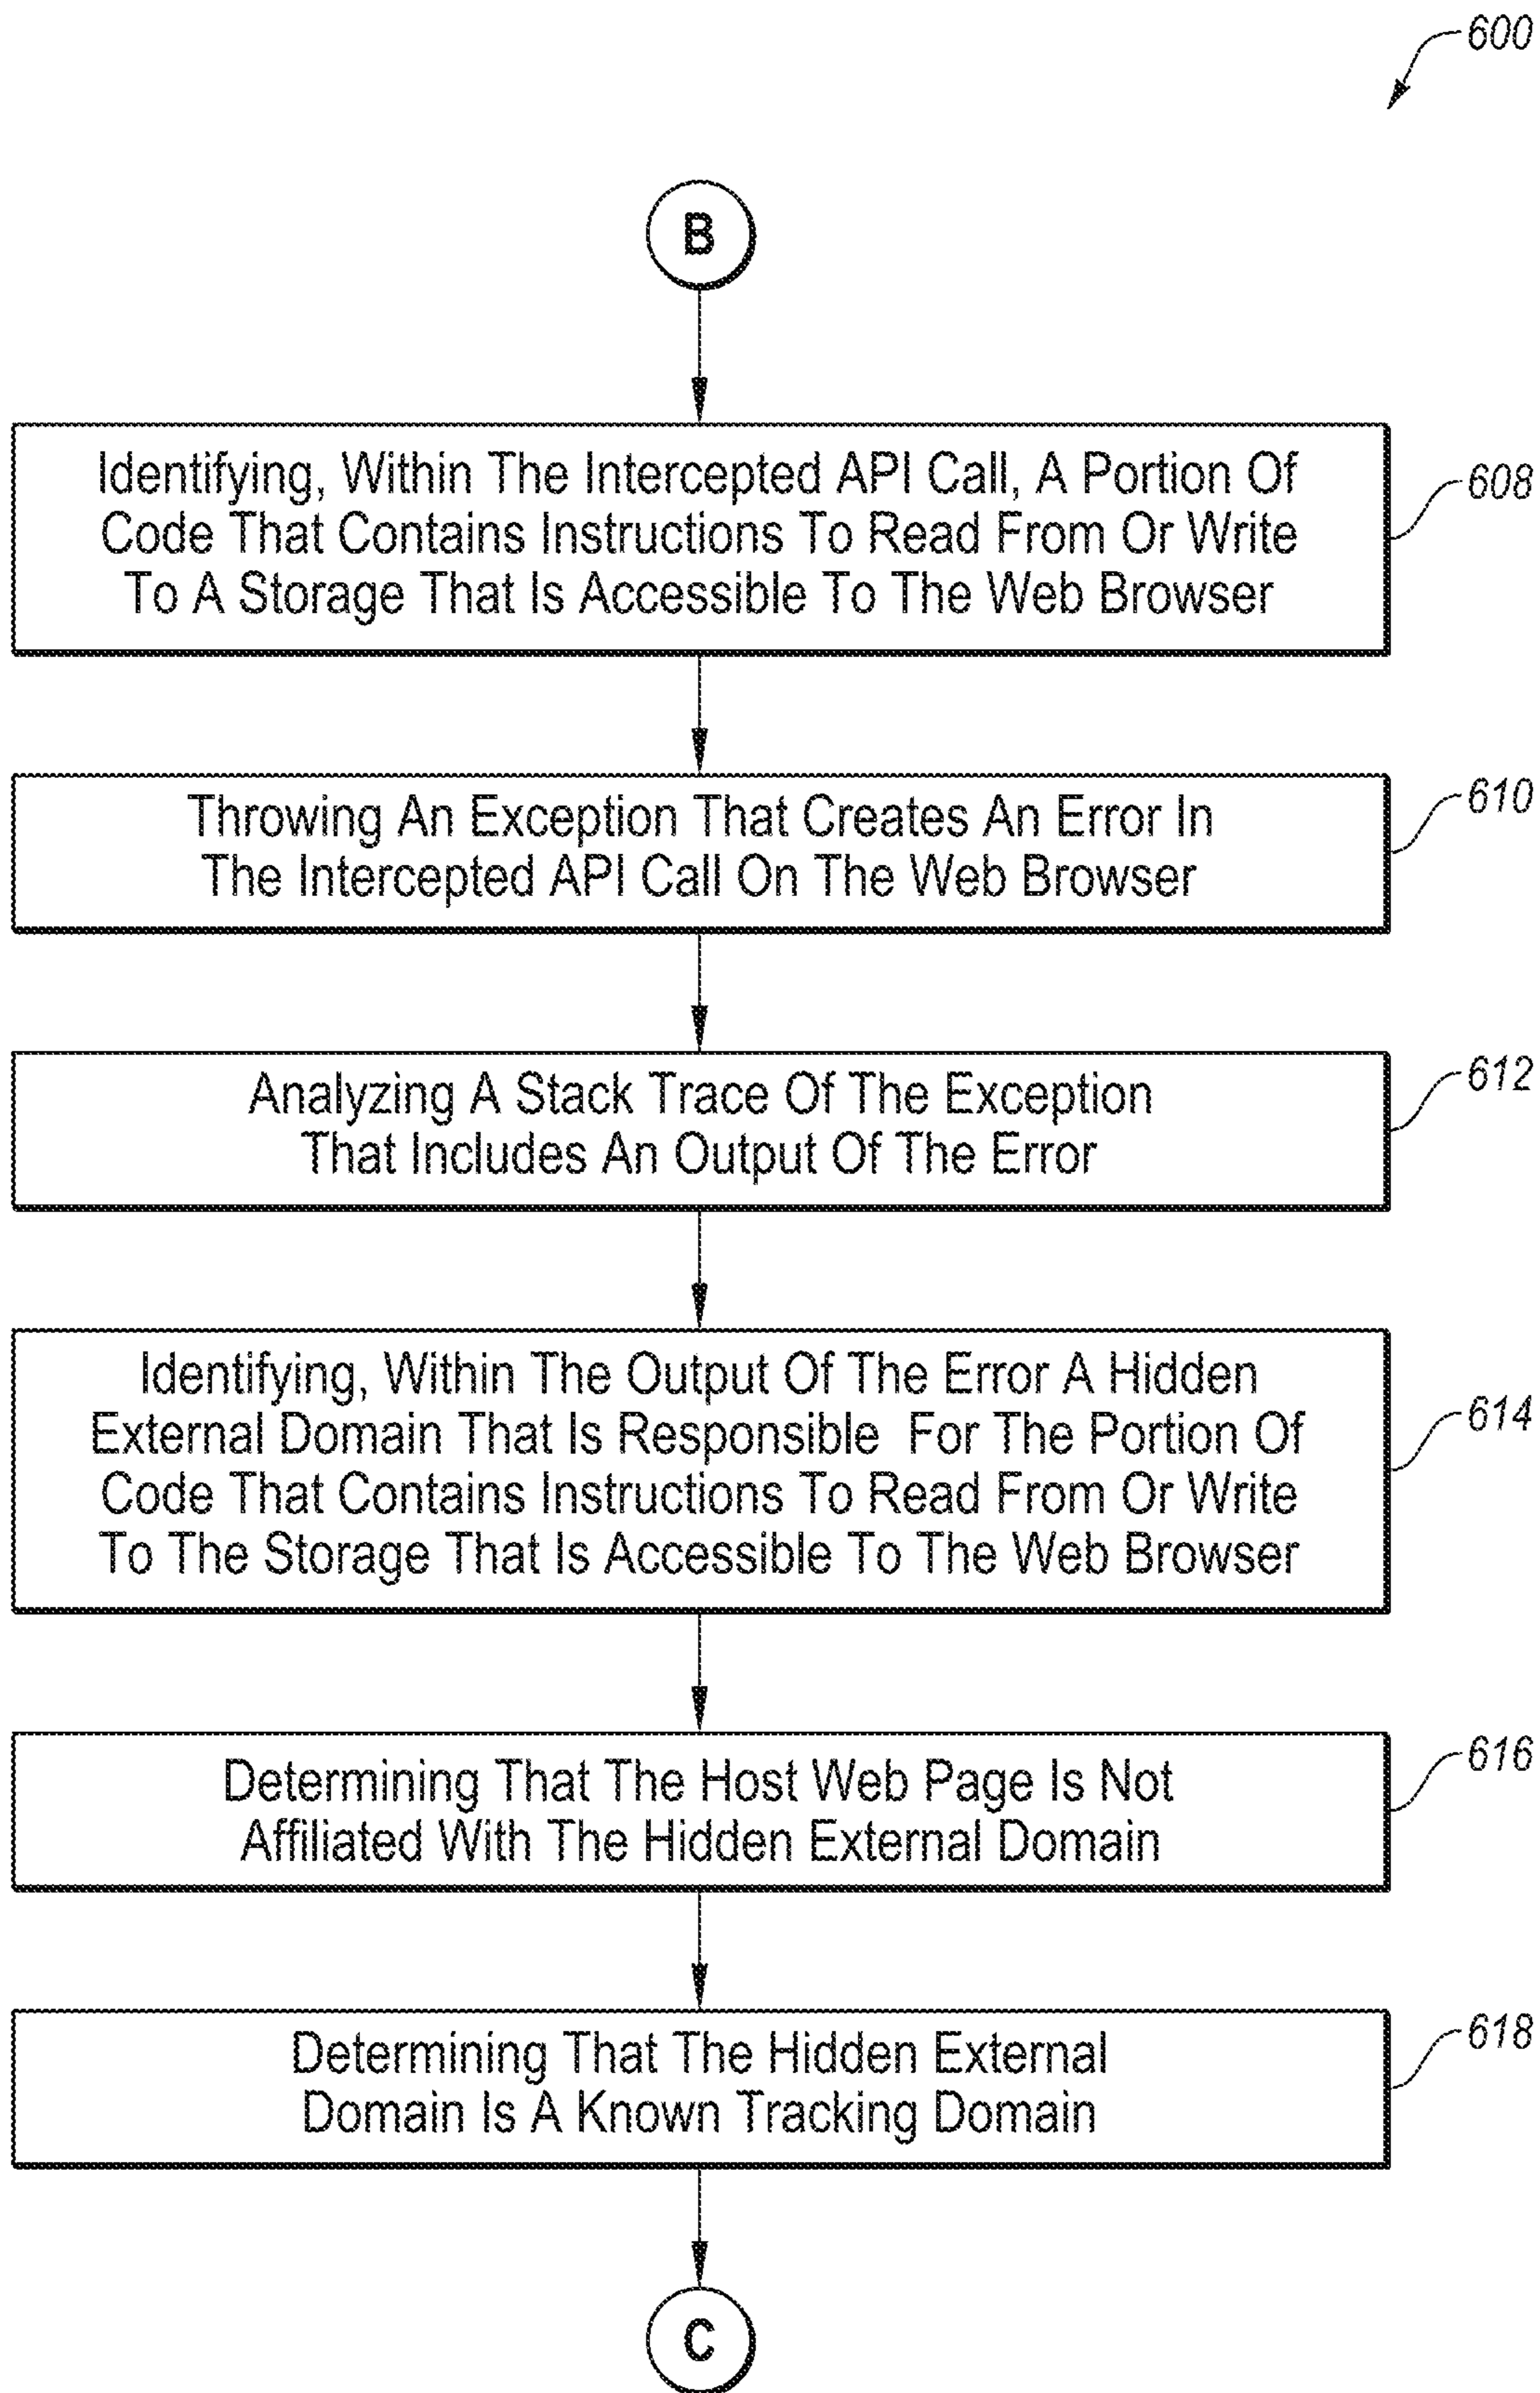 600
B
Identifying, Within The Intercepted API Call, A Portion Of
Code That Contains Instructions To Read From Or Write
To A Storage That Is Accessible To The Web Browser
608
Throwing An Exception That Creates An Error In
The Intercepted API Call On The Web Browser
610
Analyzing A Stack Trace Of The Exception
That Includes An Output Of The Error
612
Identifying, Within The Output Of The Error A Hidden
External Domain That Is Responsible  For The Portion Of
Code That Contains Instructions To Read From Or Write
To The Storage That Is Accessible To The Web Browser
614
Determining That The Host Web Page Is Not
Affiliated With The Hidden External Domain
616
Determining That The Hidden External
Domain Is A Known Tracking Domain
618
C